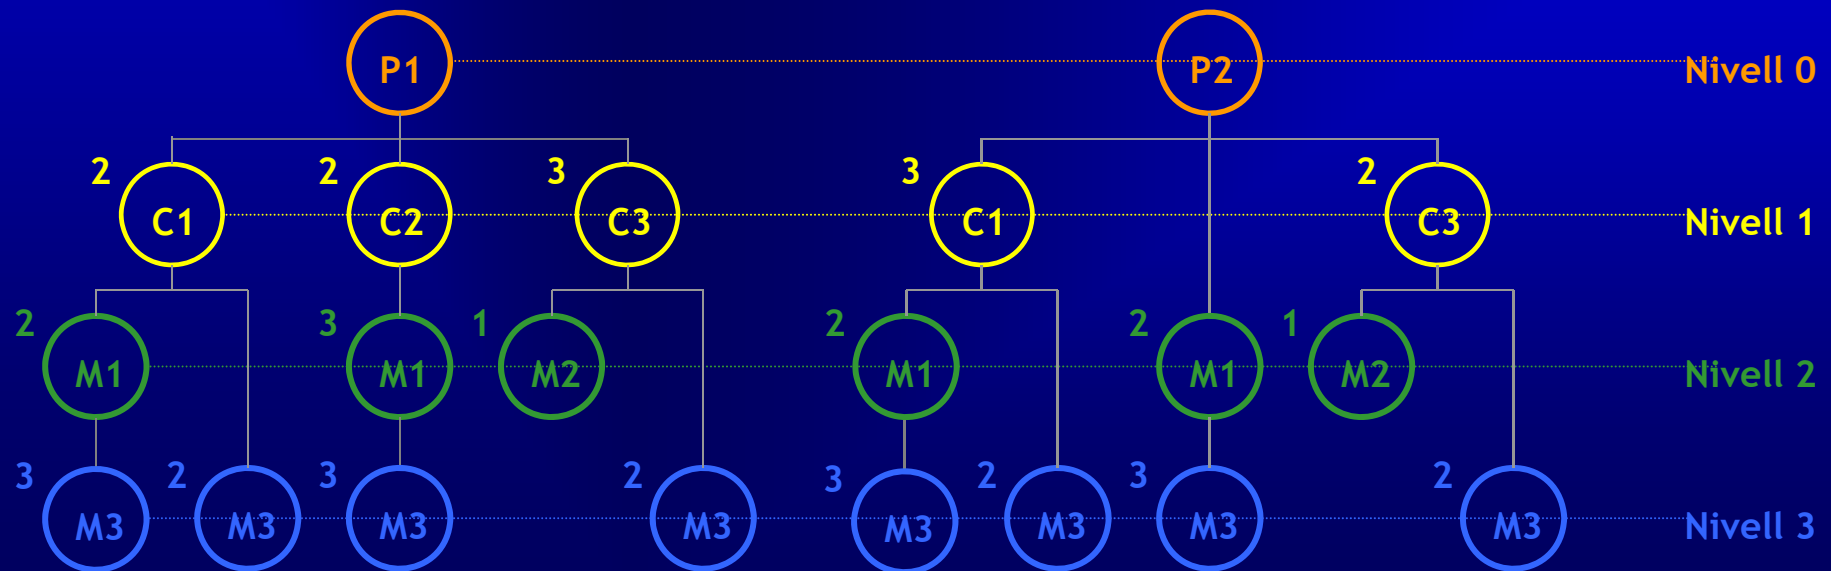 P1 P2 Nivell 0
2 2 3 3 2
C1 C2 C3 C1 C3 Nivell 1
2 3 1 2 2 1
M1 M1 M2 M1 M1 M2 Nivell 2
3 2 3 2 3 2 3 2
M3 M3 M3 M3 M3 M3 M3 M3 Nivell 3